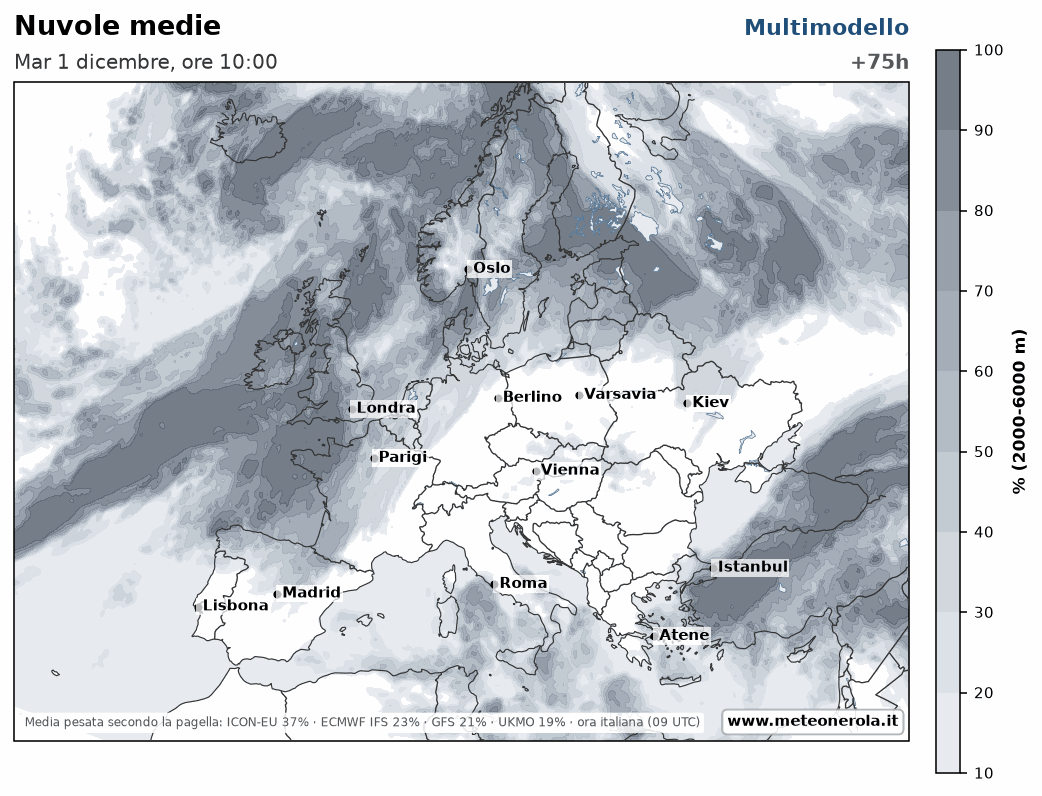 Nuvole medie
Multimodello
Mar 1 dicembre, ore 10:00
+75h
100
90
80
70
60
50
40
30
20
10
% (2000-6000 m)
Oslo
Londra
Berlino
Varsavia
Kiev
Parigi
Vienna
Istanbul
Roma
Madrid
Lisbona
Atene
Media pesata secondo la pagella: ICON-EU 37% · ECMWF IFS 23% · GFS 21% · UKMO 19% · ora italiana (09 UTC)
www.meteonerola.it